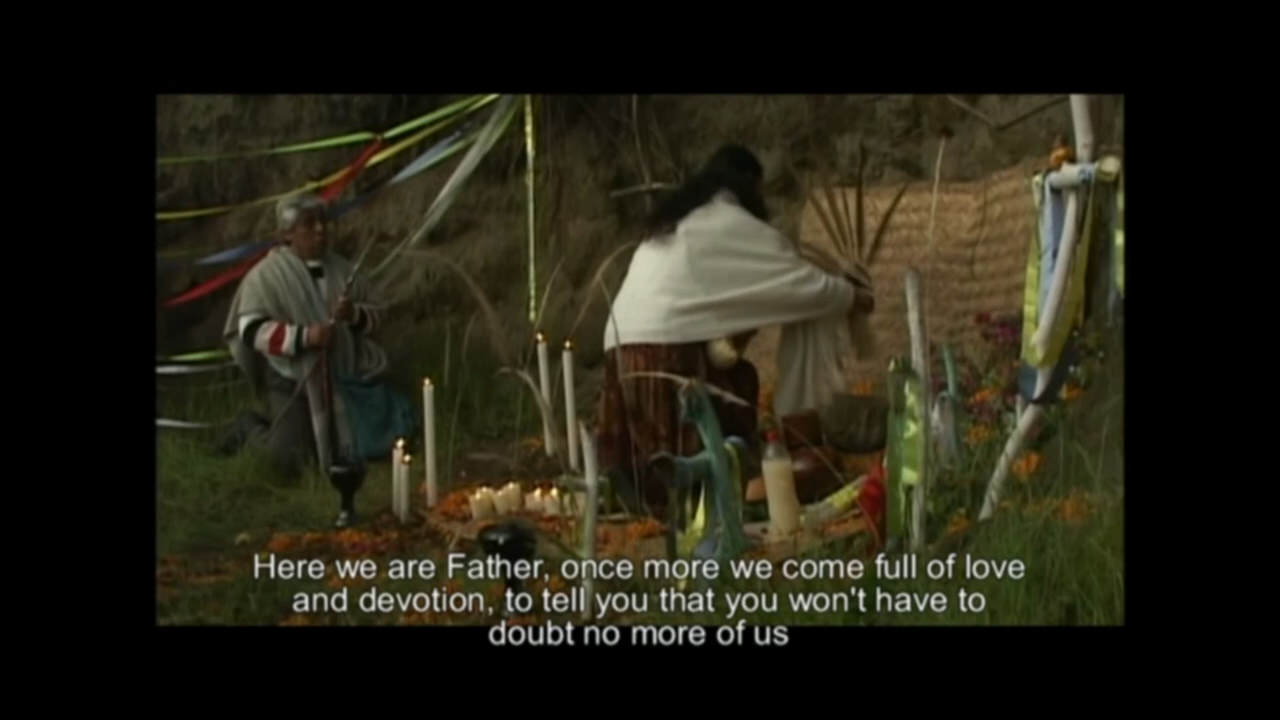 Here we are Father, once more we come full of love
and devotion, to tell you that you won't have to
doubt no more of us